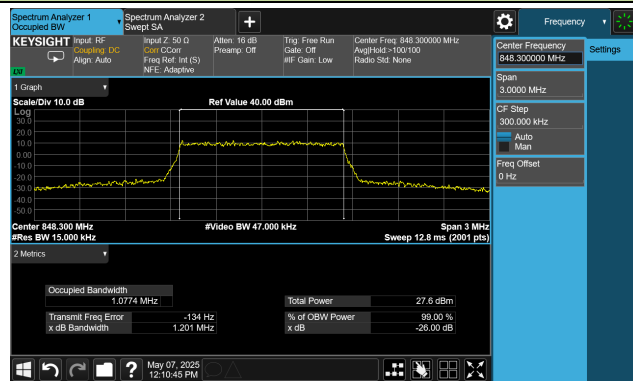 Spectrum Analyzer 1
Occupied BW
Spectrum Analyzer 2
Swept SA
Frequency
KEYSIGHT
Input: RF
Coupling: DC
Align: Auto
Input Z: 50 Ω
Corr CCorr
Freq Ref: Int (S)
NFE: Adaptive
Atten: 16 dB
Preamp: Off
Trig: Free Run
Gate: Off
#IF Gain: Low
Center Freq: 848.300000 MHz
Avg|Hold:>100/100
Radio Std: None
LXI
1 Graph
Scale/Div 10.0 dB
Ref Value 40.00 dBm
Log
30.0
20.0
10.0
0.00
-10.0
-20.0
-30.0
-40.0
-50.0
Center 848.300 MHz
#Video BW 47.000 kHz
Span 3 MHz
#Res BW 15.000 kHz
Sweep 12.8 ms (2001 pts)
2 Metrics
Occupied Bandwidth
1.0774 MHz
Total Power
27.6 dBm
Transmit Freq Error
-134 Hz
% of OBW Power
99.00 %
x dB Bandwidth
1.201 MHz
x dB
-26.00 dB
May 07, 2025
12:10:45 PM
Center Frequency
848.300000 MHz
Settings
Span
3.0000 MHz
CF Step
300.000 kHz
Auto
Man
Freq Offset
0 Hz